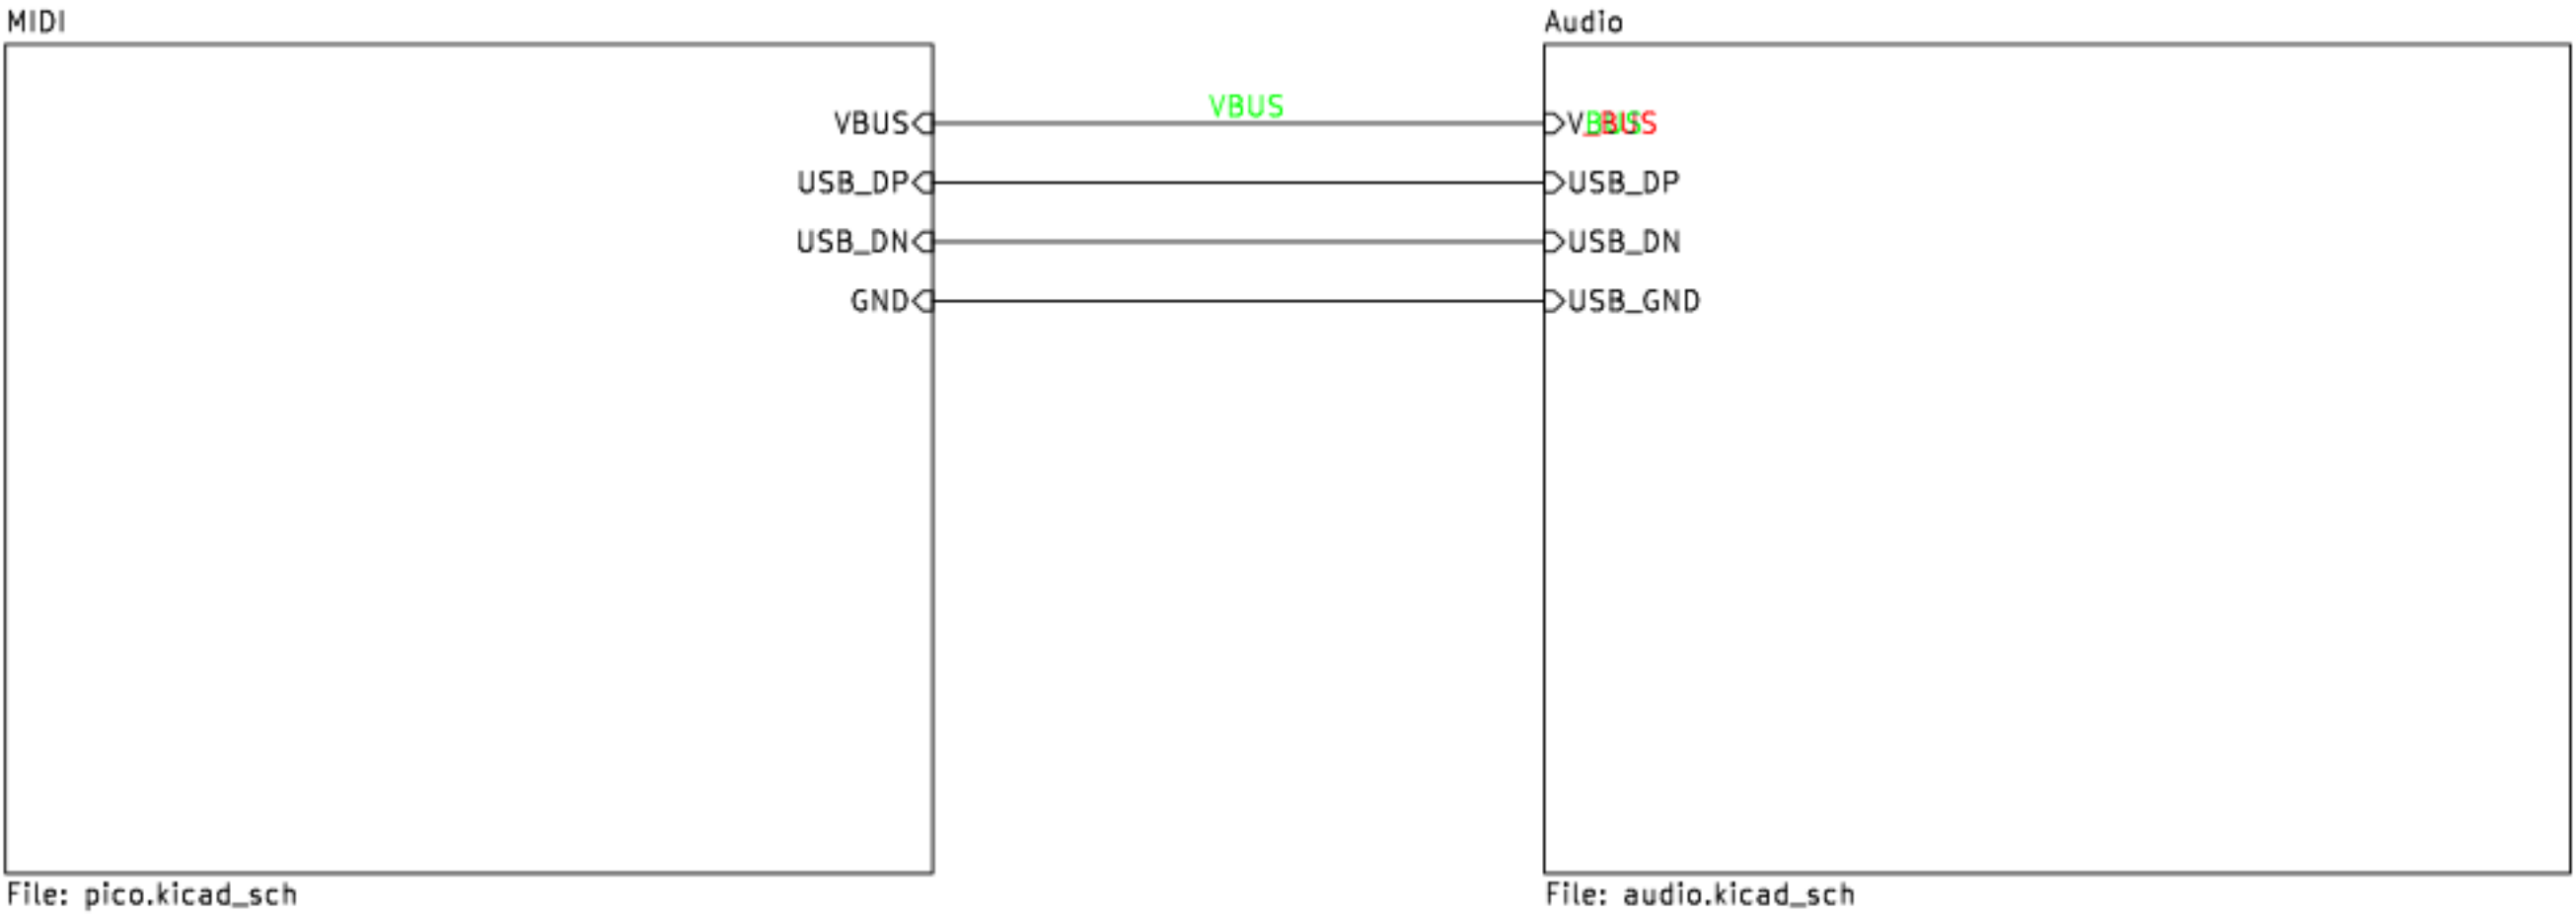 MIDI
Audio
VBUS
VBUS
USB_DP
USB_DP
USB_DN
USB_DN
GND
USB_GND
File: pico.kicad_sch
File: audio.kicad_sch